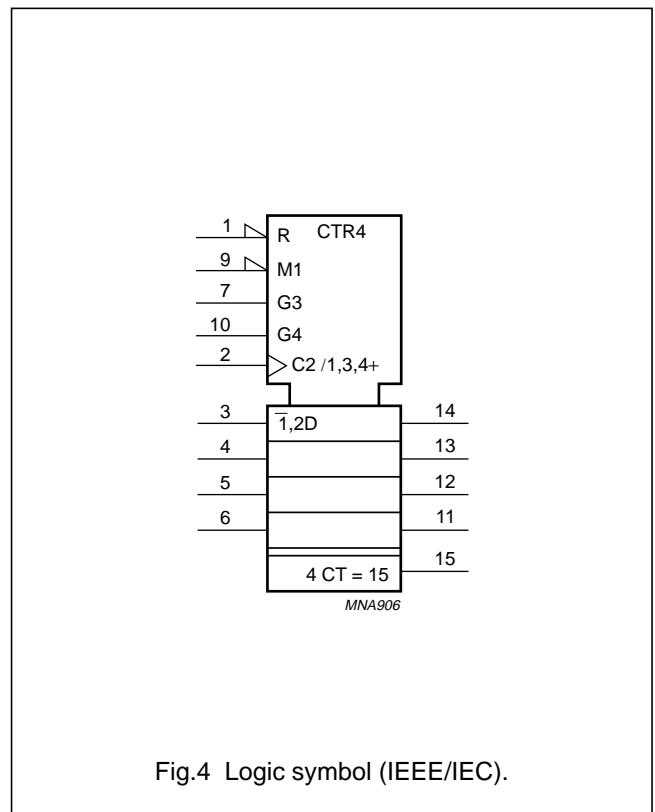 1 R CTR4
9 M1
7 G3
10 G4
2 C2 /1,3,4+
3 1̅,2D 14
4 13
5 12
6 11
4 CT = 15 15
MNA906
Fig.4 Logic symbol (IEEE/IEC).